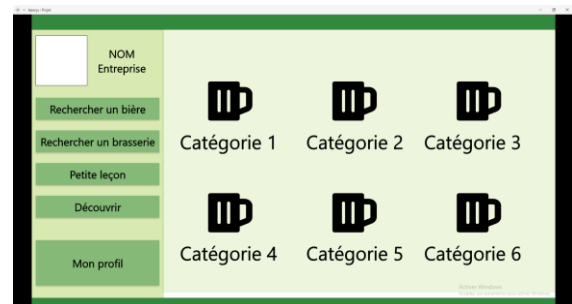 NOM
Entreprise
Rechercher un bière
Rechercher un brasserie
Petite leçon
Découvrir
Mon profil
Catégorie 1 Catégorie 2 Catégorie 3
Catégorie 4 Catégorie 5 Catégorie 6
Activer Windows